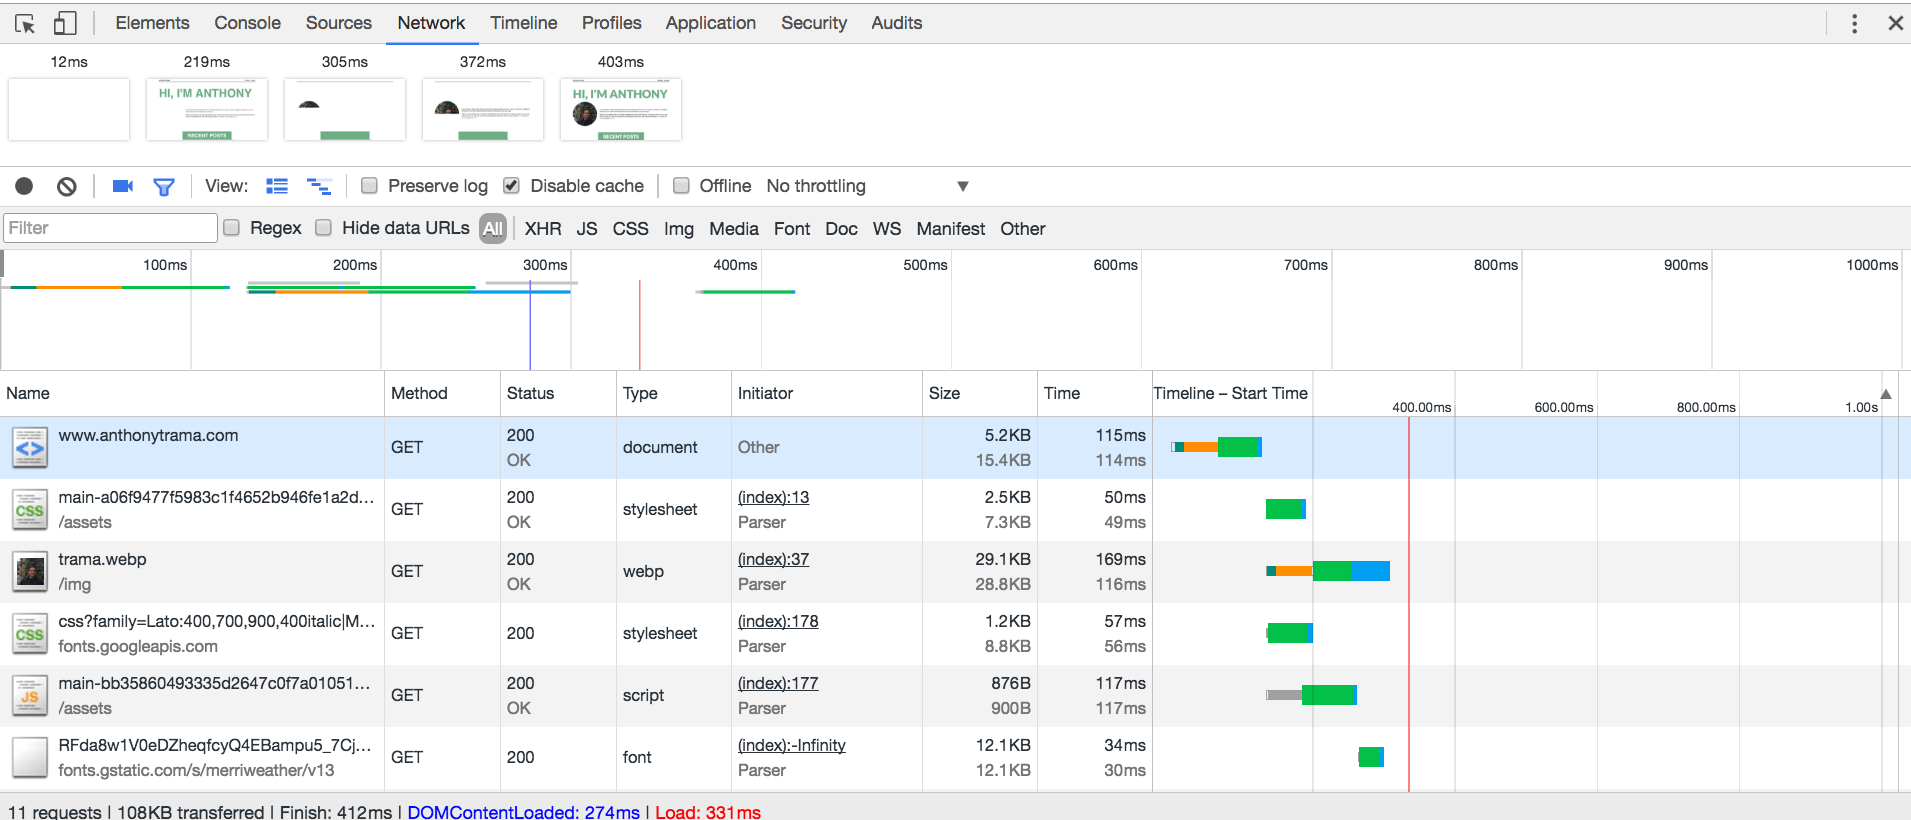 Elements Console Sources Network Timeline Profiles Application Security Audits
12ms 219ms 305ms 372ms 403ms
HI, I'M ANTHONY
RECENT POSTS
HI, I'M ANTHONY
RECENT POSTS
View: Preserve log Disable cache Offline No throttling
Filter Regex Hide data URLs All XHR JS CSS Img Media Font Doc WS Manifest Other
100ms 200ms 300ms 400ms 500ms 600ms 700ms 800ms 900ms 1000ms
Name Method Status Type Initiator Size Time Timeline – Start Time 400.00ms 600.00ms 800.00ms 1.00s
www.anthonytrama.com GET 200 document Other 5.2KB 115ms
OK 15.4KB 114ms
CSS main-a06f9477f5983c1f4652b946fe1a2d... GET 200 stylesheet (index):13 2.5KB 50ms
/assets OK Parser 7.3KB 49ms
trama.webp GET 200 webp (index):37 29.1KB 169ms
/img OK Parser 28.8KB 116ms
CSS css?family=Lato:400,700,900,400italic|M... GET 200 stylesheet (index):178 1.2KB 57ms
fonts.googleapis.com Parser 8.8KB 56ms
JS main-bb35860493335d2647c0f7a01051... GET 200 script (index):177 876B 117ms
/assets OK Parser 900B 117ms
RFda8w1V0eDZheqfcyQ4EBampu5_7Cj... GET 200 font (index):-Infinity 12.1KB 34ms
fonts.gstatic.com/s/merriweather/v13 Parser 12.1KB 30ms
11 requests | 108KB transferred | Finish: 412ms | DOMContentLoaded: 274ms | Load: 331ms